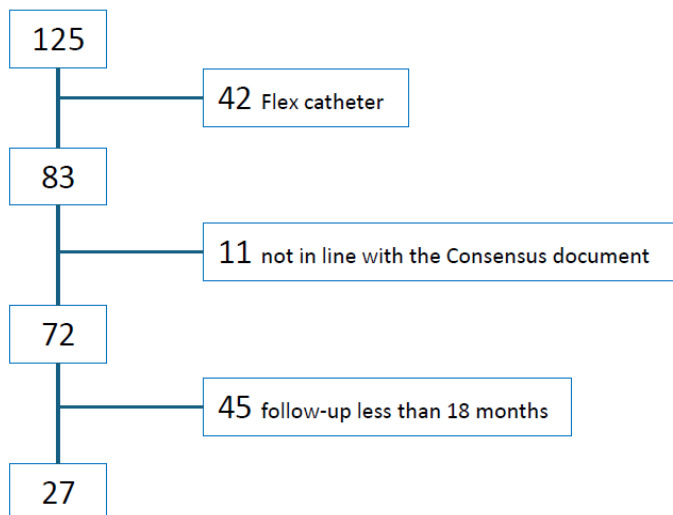 125
42 Flex catheter
83
11 not in line with the Consensus document
72
45 follow-up less than 18 months
27